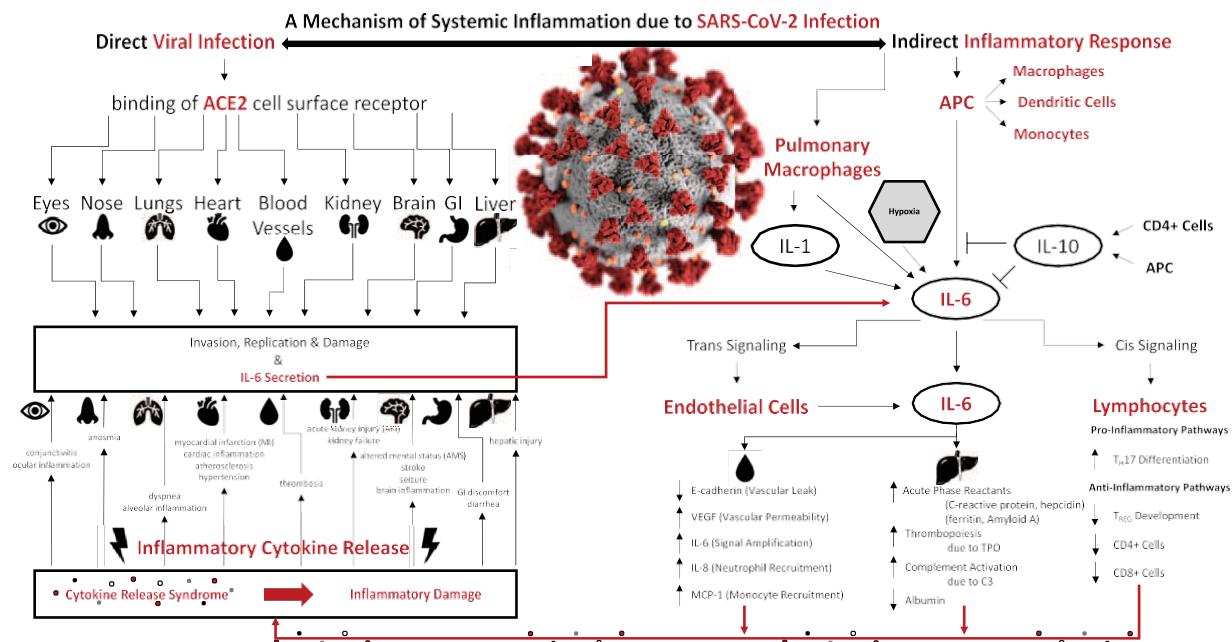 A Mechanism of Systemic Inflammation due to SARS-CoV-2 Infection
Direct Viral Infection
binding of ACE2 cell surface receptor
Eyes
Nose
Lungs
Heart
Blood
Vessels
Kidney
Brain
GI
Liver
Invasion, Replication & Damage
&
IL-6 Secretion
conjunctivitis
ocular inflammation
anosmia
dyspnea
alveolar inflammation
myocardial infarction (MI)
cardiac inflammation
atherosclerosis
hypertension
thrombosis
acute kidney injury (AKI)
kidney failure
altered mental status (AMS)
stroke
seizure
brain inflammation
GI discomfort
diarrhea
hepatic injury
Inflammatory Cytokine Release
Cytokine Release Syndrome
Inflammatory Damage
Indirect Inflammatory Response
APC
Macrophages
Dendritic Cells
Monocytes
Pulmonary
Macrophages
Hypoxia
IL-1
IL-10
CD4+ Cells
APC
IL-6
Trans Signaling
Cis Signaling
Endothelial Cells
IL-6
Lymphocytes
E-cadherin (Vascular Leak)
VEGF (Vascular Permeability)
IL-6 (Signal Amplification)
IL-8 (Neutrophil Recruitment)
MCP-1 (Monocyte Recruitment)
Acute Phase Reactants
(C-reactive protein, hepcidin)
(ferritin, Amyloid A)
Thrombopoiesis
due to TPO
Complement Activation
due to C3
Albumin
Pro-Inflammatory Pathways
TH17 Differentiation
Anti-Inflammatory Pathways
TREG Development
CD4+ Cells
CD8+ Cells